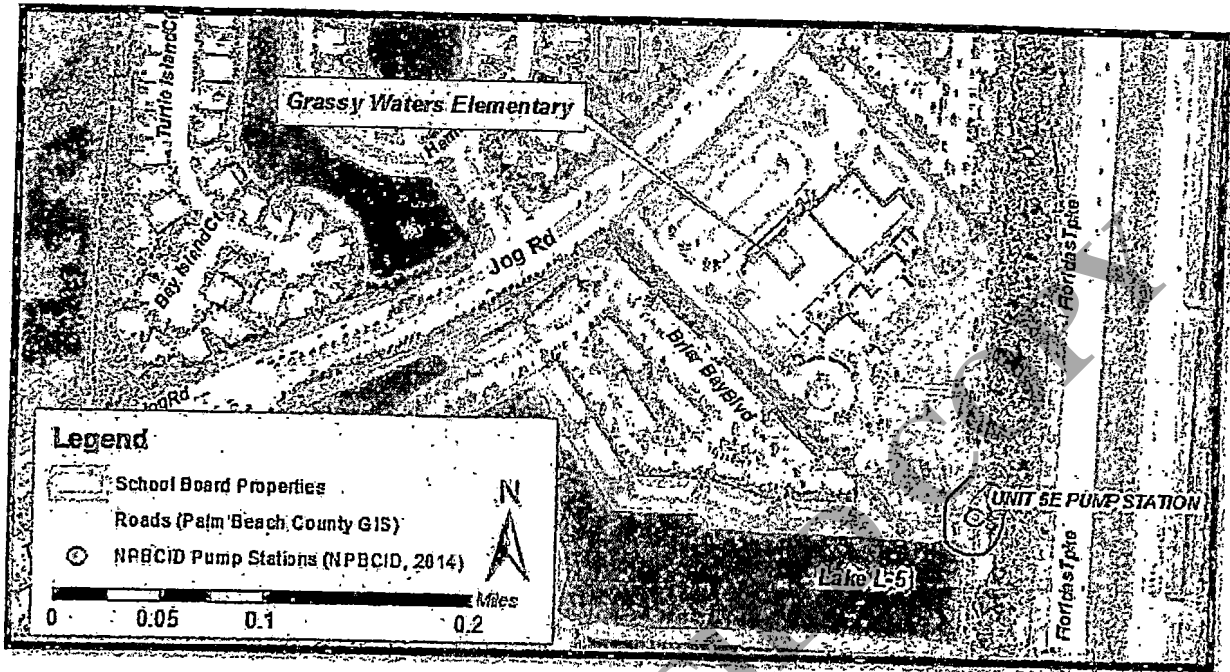 Turtle Island Ct
Grassy Waters Elementary
Ham
Bay Island Ct
Jog Rd
Florida s Tpke
Briar Bay Blvd
Jog Rd
Legend
School Board Properties
Roads (Palm Beach County GIS)
NPBCID Pump Stations (NPBCID, 2014)
N
Miles
0 0.05 0.1 0.2
UNIT 5E PUMP STATION
Lake L-5
Florida s Tpke
COPY